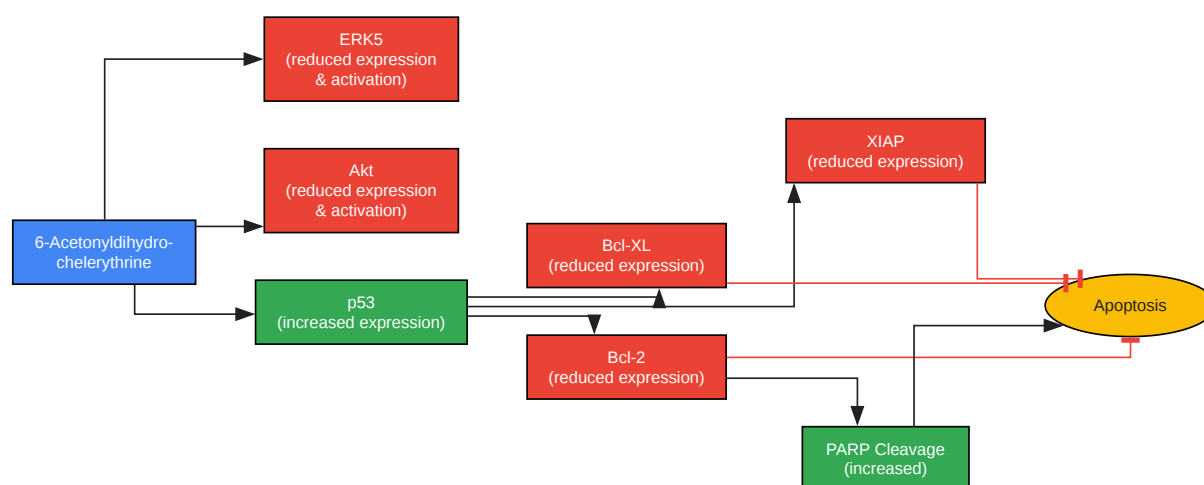 ERK5
(reduced expression
& activation)
Akt
(reduced expression
& activation)
6-Acetonyldihydro-
chelerythrine
p53
(increased expression)
Bcl-XL
(reduced expression)
Bcl-2
(reduced expression)
XIAP
(reduced expression)
PARP Cleavage
(increased)
Apoptosis